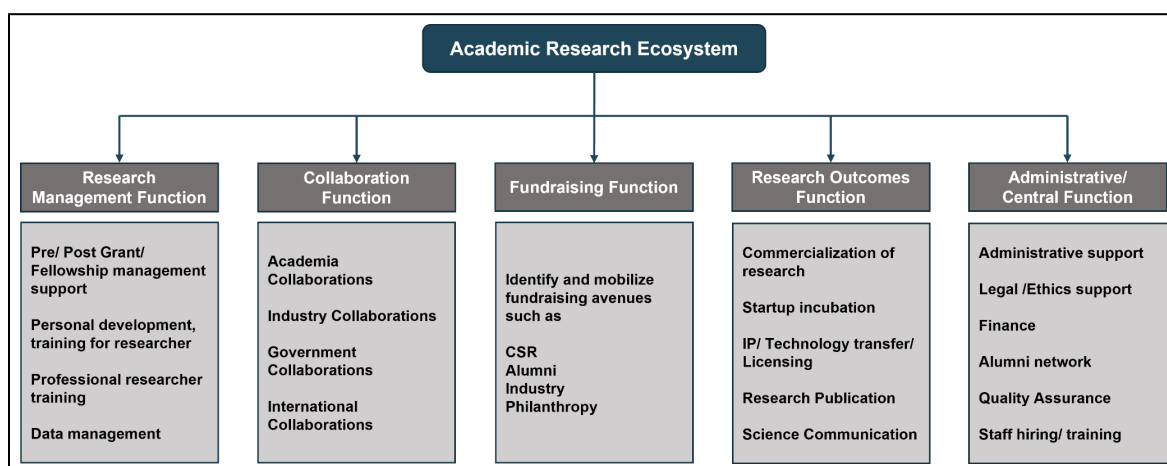 Academic Research Ecosystem
Research
Management Function
Pre/ Post Grant/
Fellowship management
support
Personal development,
training for researcher
Professional researcher
training
Data management
Collaboration
Function
Academia
Collaborations
Industry Collaborations
Government
Collaborations
International
Collaborations
Fundraising Function
Identify and mobilize
fundraising avenues
such as
CSR
Alumni
Industry
Philanthropy
Research Outcomes
Function
Commercialization of
research
Startup incubation
IP/ Technology transfer/
Licensing
Research Publication
Science Communication
Administrative/
Central Function
Administrative support
Legal /Ethics support
Finance
Alumni network
Quality Assurance
Staff hiring/ training